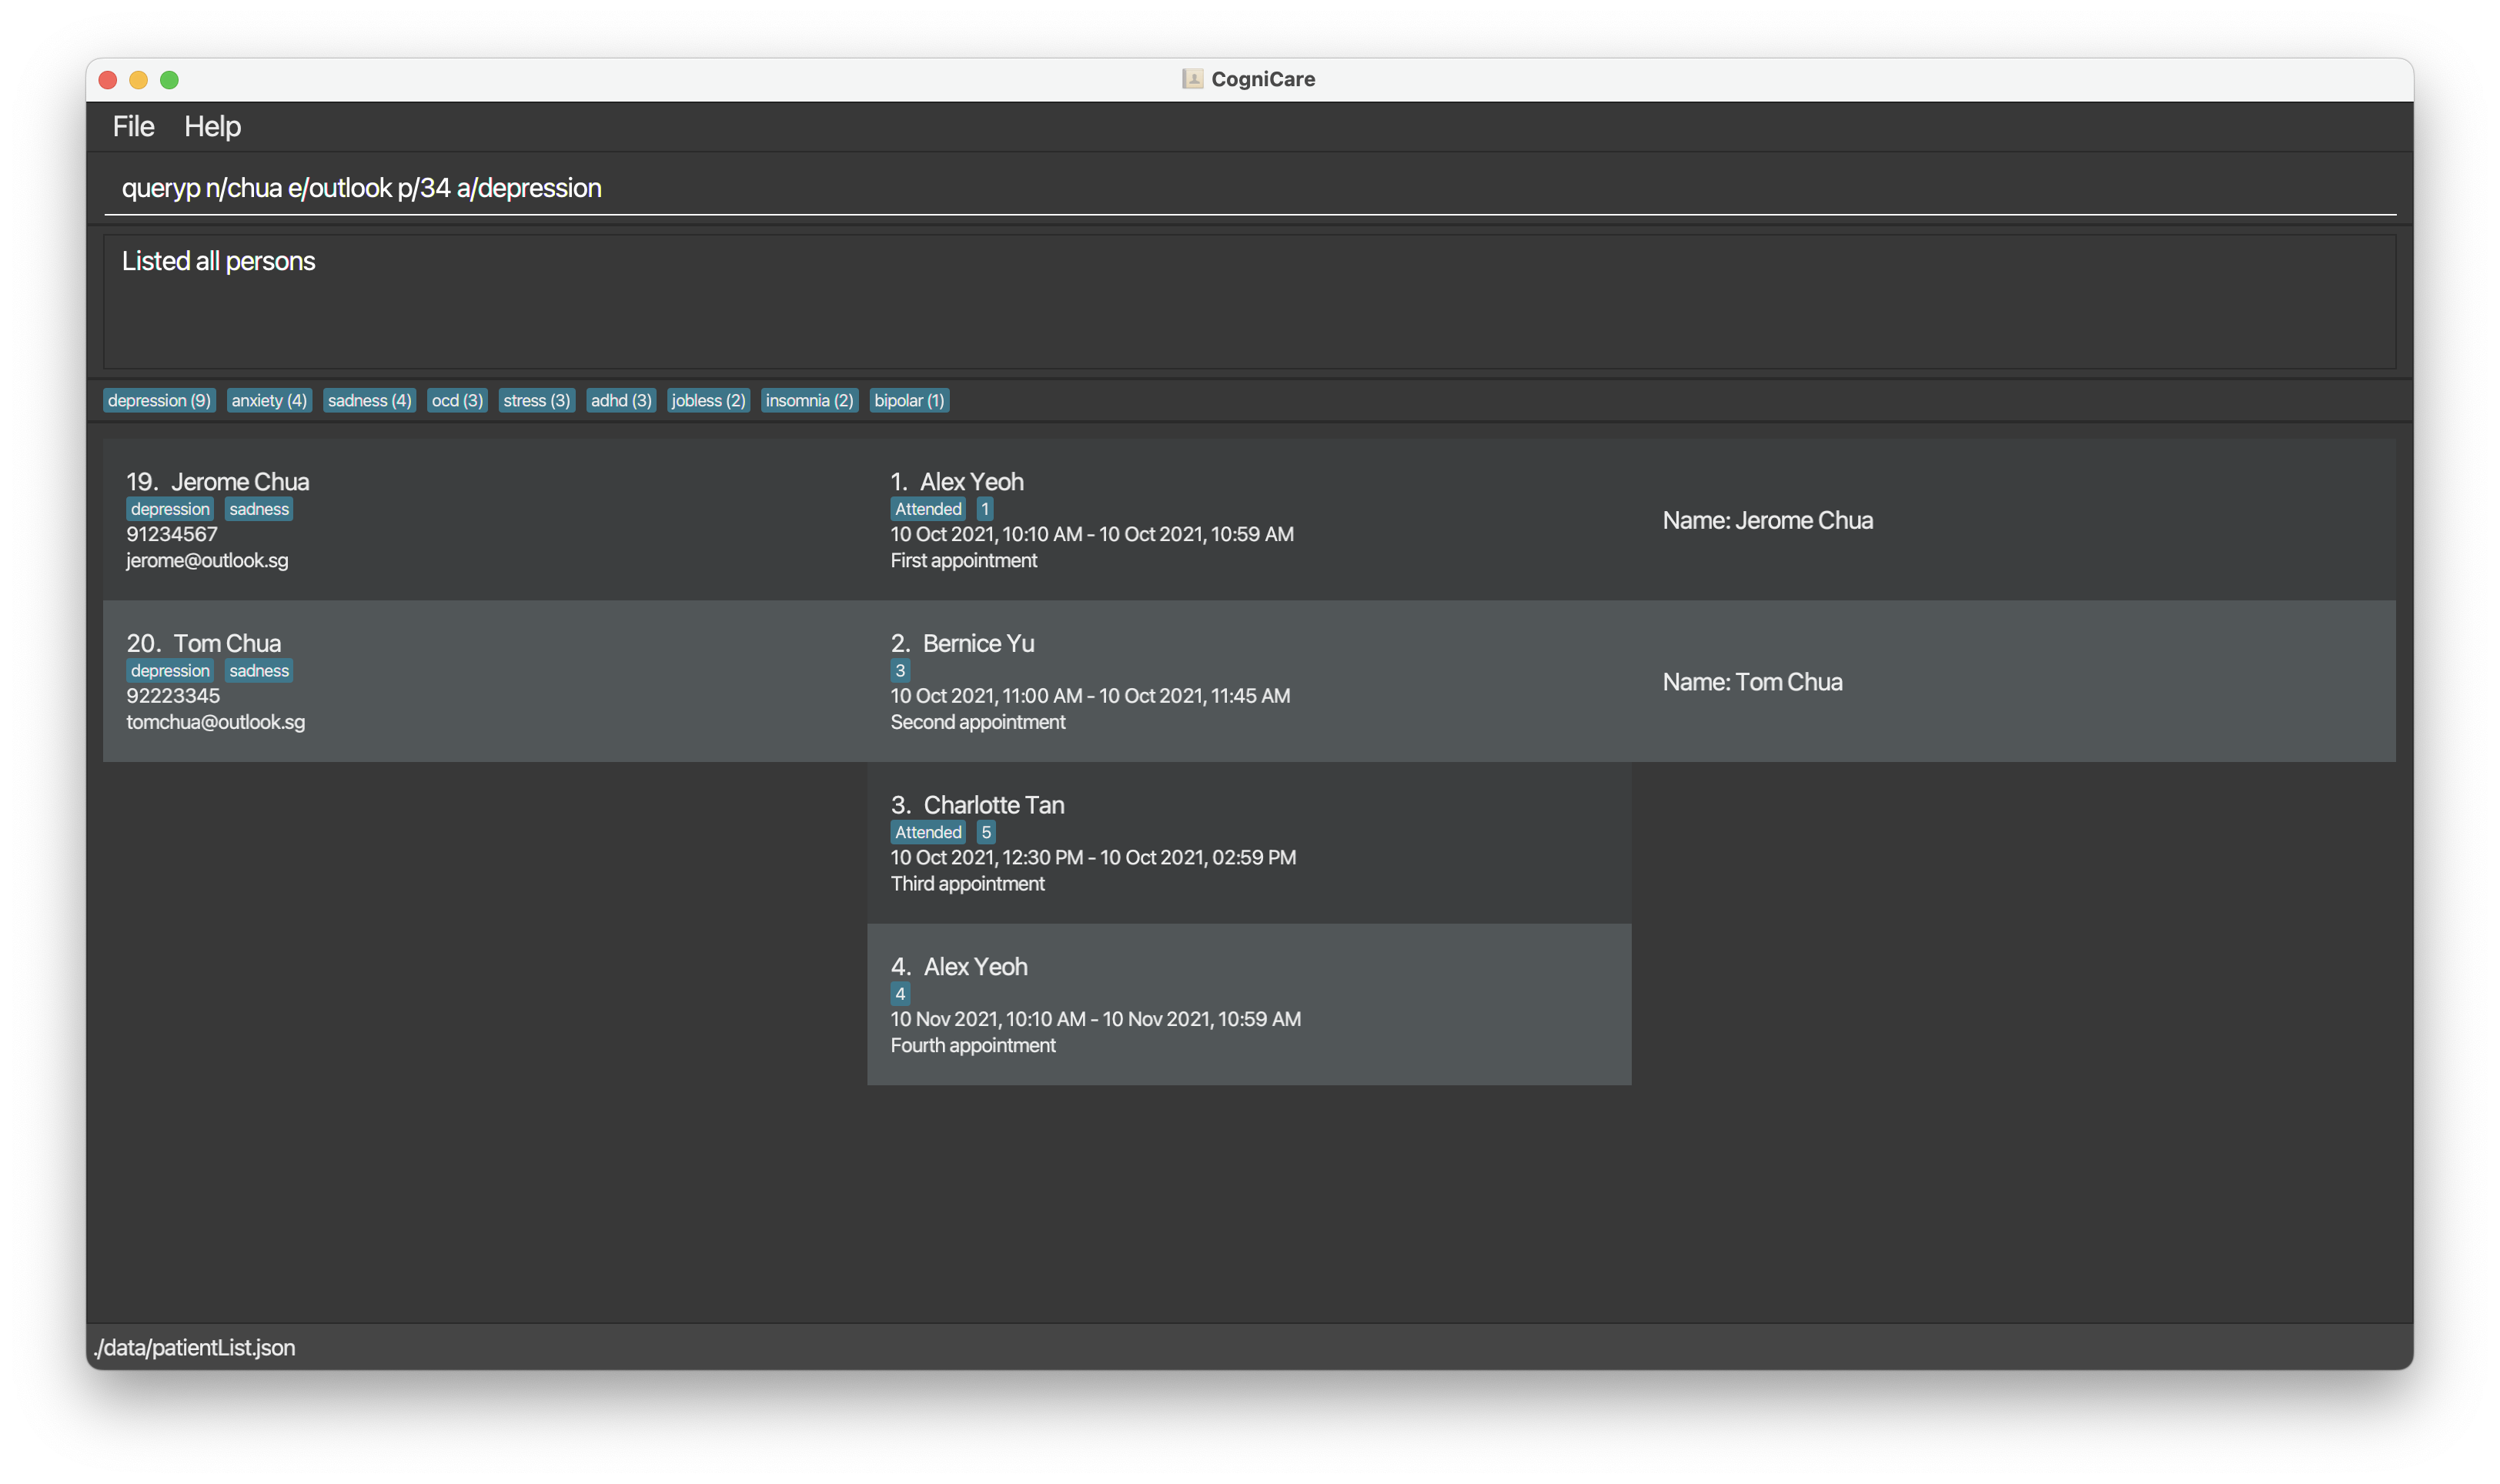 CogniCare
File Help
queryp n/chua e/outlook p/34 a/depression
Listed all persons
depression (9) anxiety (4) sadness (4) ocd (3) stress (3) adhd (3) jobless (2) insomnia (2) bipolar (1)
19. Jerome Chua
depression sadness
91234567
jerome@outlook.sg
20. Tom Chua
depression sadness
92223345
tomchua@outlook.sg
1. Alex Yeoh
Attended 1
10 Oct 2021, 10:10 AM - 10 Oct 2021, 10:59 AM
First appointment
2. Bernice Yu
3
10 Oct 2021, 11:00 AM - 10 Oct 2021, 11:45 AM
Second appointment
3. Charlotte Tan
Attended 5
10 Oct 2021, 12:30 PM - 10 Oct 2021, 02:59 PM
Third appointment
4. Alex Yeoh
4
10 Nov 2021, 10:10 AM - 10 Nov 2021, 10:59 AM
Fourth appointment
Name: Jerome Chua
Name: Tom Chua
./data/patientList.json